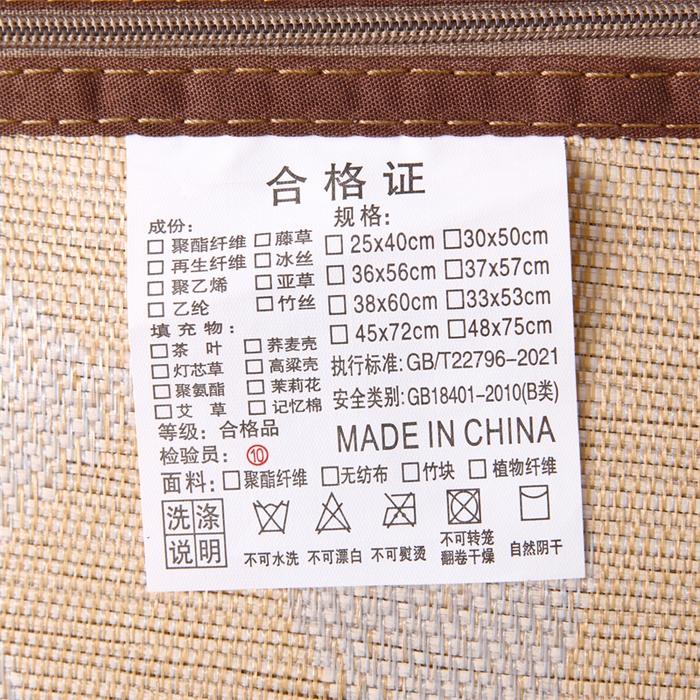 合格证
成份: 规格:
□ 聚酯纤维 □ 藤草 □ 25x40cm □30x50cm
□ 再生纤维 □ 冰丝 □ 36x56cm □37x57cm
□ 聚乙烯 □ 亚草 □ 38x60cm □33x53cm
□ 乙纶 □ 竹丝 □ 45x72cm □48x75cm
填充物:
□ 茶叶 □ 荞麦壳
□ 灯芯草 □ 高粱壳
□ 聚氨酯 □ 茉莉花
□ 艾草 □ 记忆棉
执行标准: GB/T22796-2021
安全类别: GB18401-2010(B类)
等级: 合格品
检验员: ⑩
MADE IN CHINA
面料: □聚酯纤维 □无纺布 □竹块 □植物纤维
洗涤
说明
不可水洗 不可漂白 不可熨烫 不可转笼翻卷干燥 自然阴干